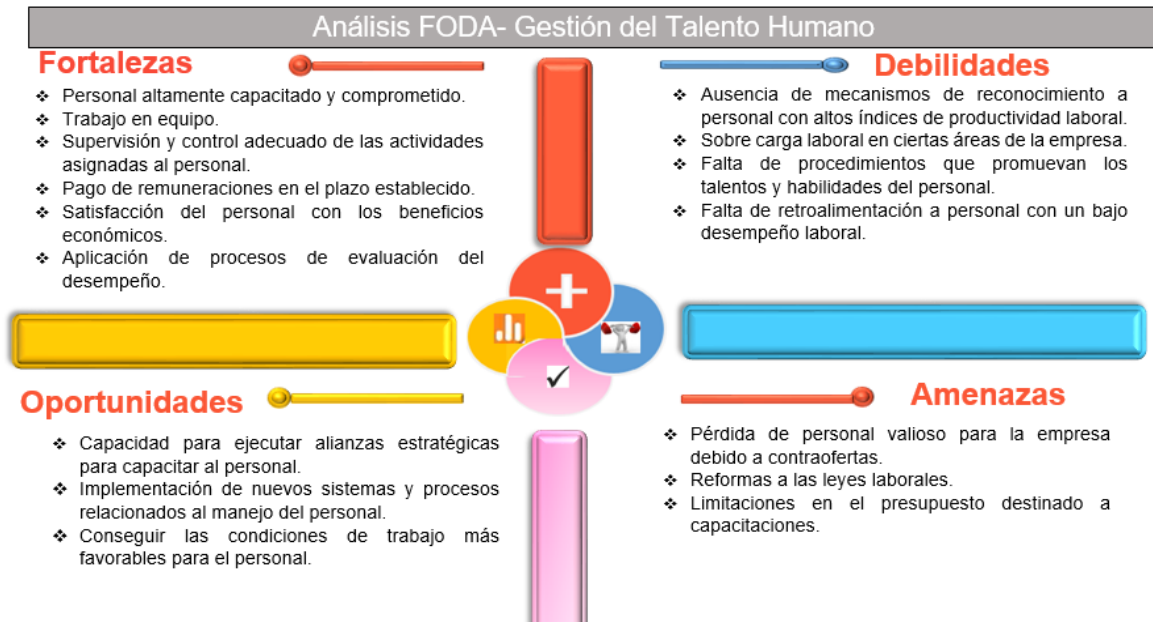 Análisis FODA- Gestión del Talento Humano
Fortalezas
❖ Personal altamente capacitado y comprometido.
❖ Trabajo en equipo.
❖ Supervisión y control adecuado de las actividades
asignadas al personal.
❖ Pago de remuneraciones en el plazo establecido.
❖ Satisfacción del personal con los beneficios
económicos.
❖ Aplicación de procesos de evaluación del
desempeño.
Debilidades
❖ Ausencia de mecanismos de reconocimiento a
personal con altos índices de productividad laboral.
❖ Sobre carga laboral en ciertas áreas de la empresa.
❖ Falta de procedimientos que promuevan los
talentos y habilidades del personal.
❖ Falta de retroalimentación a personal con un bajo
desempeño laboral.
Oportunidades
❖ Capacidad para ejecutar alianzas estratégicas
para capacitar al personal.
❖ Implementación de nuevos sistemas y procesos
relacionados al manejo del personal.
❖ Conseguir las condiciones de trabajo más
favorables para el personal.
Amenazas
❖ Pérdida de personal valioso para la empresa
debido a contraofertas.
❖ Reformas a las leyes laborales.
❖ Limitaciones en el presupuesto destinado a
capacitaciones.